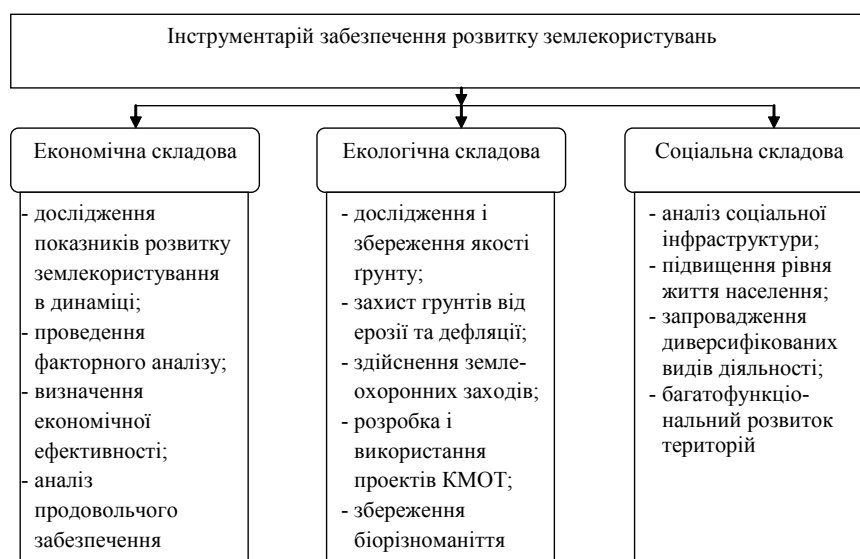 Інструментарій забезпечення розвитку землекористувань
Економічна складова
- дослідження
показників розвитку
землекористування
в динаміці;
- проведення
факторного аналізу;
- визначення
економічної
ефективності;
- аналіз
продовольчого
забезпечення
Екологічна складова
- дослідження і
збереження якості
ґрунту;
- захист грунтів від
ерозії та дефляції;
- здійснення земле-
охоронних заходів;
- розробка і
використання
проектів КМОТ;
- збереження
біорізноманіття
Соціальна складова
- аналіз соціальної
інфраструктури;
- підвищення рівня
життя населення;
- запровадження
диверсифікованих
видів діяльності;
- багатофункціо-
нальний розвиток
територій